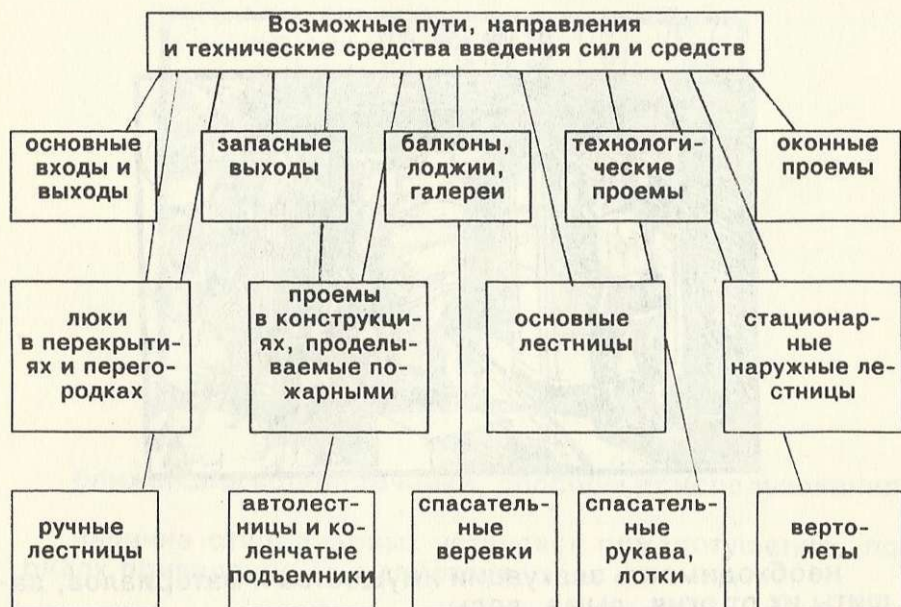 Возможные пути, направления
и технические средства введения сил и средств
основные
входы и
выходы
запасные
выходы
балконы,
лоджии,
галереи
технологи-
ческие
проемы
оконные
проемы
люки
в перекрыти-
ях и перего-
родках
проемы
в конструкци-
ях, проделы-
ваемые по-
жарными
основные
лестницы
стационар-
ные
наружные ле-
стницы
ручные
лестницы
автолест-
ницы и ко-
ленчатые
подъемники
спасатель-
ные
веревки
спасатель-
ные
рукава,
лотки
верто-
леты